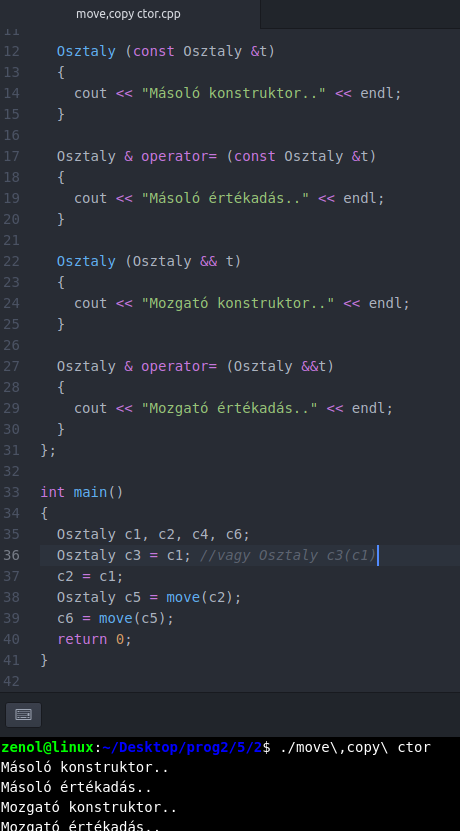 move,copy ctor.cpp
11
12 Osztaly (const Osztaly &t)
13 {
14 cout << "Másoló konstruktor.." << endl;
15 }
16
17 Osztaly & operator= (const Osztaly &t)
18 {
19 cout << "Másoló értékadás.." << endl;
20 }
21
22 Osztaly (Osztaly && t)
23 {
24 cout << "Mozgató konstruktor.." << endl;
25 }
26
27 Osztaly & operator= (Osztaly &&t)
28 {
29 cout << "Mozgató értékadás.." << endl;
30 }
31 };
32
33 int main()
34 {
35 Osztaly c1, c2, c4, c6;
36 Osztaly c3 = c1; //vagy Osztaly c3(c1)
37 c2 = c1;
38 Osztaly c5 = move(c2);
39 c6 = move(c5);
40 return 0;
41 }
42
zenol@linux:~/Desktop/prog2/5/2$ ./move\,copy\ ctor
Másoló konstruktor..
Másoló értékadás..
Mozgató konstruktor..
Mozgató értékadás..